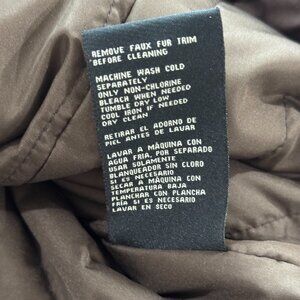 REMOVE FAUX FUR TRIM
BEFORE CLEANING
MACHINE WASH COLD
SEPARATELY
ONLY NON-CHLORINE
BLEACH WHEN NEEDED
TUMBLE DRY LOW
COOL IRON IF NEEDED
DRY CLEAN
RETIRAR EL ADORNO DE
PIEL ANTES DE LAVAR
LAVAR A MÁQUINA CON
AGUA FRÍA, POR SEPARADO
USAR SOLAMENTE
BLANQUEADOR SIN CLORO
SI ES NECESARIO
SECAR A MÁQUINA CON
TEMPERATURA BAJA
PLANCHAR CON PLANCHA
FRÍA SI ES NECESARIO
LAVAR EN SECO